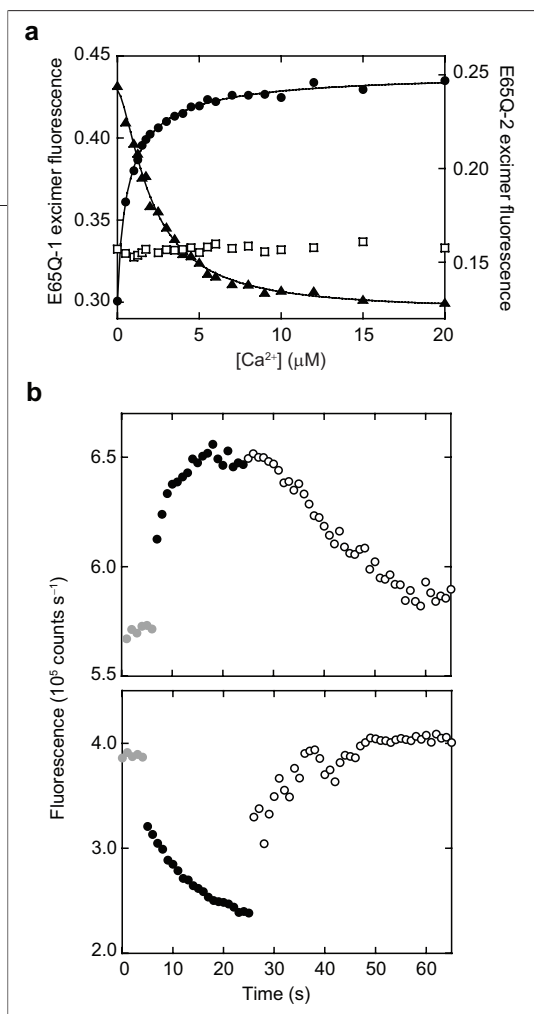 a
E65Q-1 excimer fluorescence
0.45
0.40
0.35
0.30
E65Q-2 excimer fluorescence
0.25
0.20
0.15
0 5 10 15 20
[Ca²⁺] (μM)
b
Fluorescence (10⁵ counts s⁻¹)
6.5
6.0
5.5
4.0
3.0
2.0
0 10 20 30 40 50 60
Time (s)